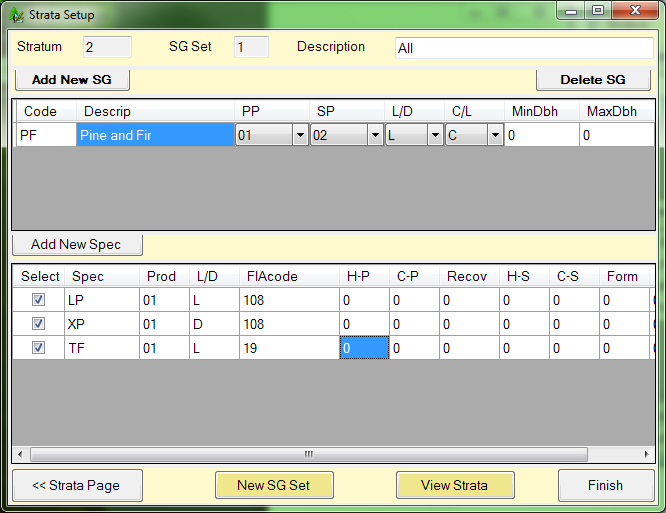 Strata Setup
Stratum 2 SG Set 1 Description All
Add New SG Delete SG
Code Descrip PP SP L/D C/L MinDbh MaxDbh
PF Pine and Fir 01 02 L C 0 0
Add New Spec
Select Spec Prod L/D FIAcode H-P C-P Recov H-S C-S Form
LP 01 L 108 0 0 0 0 0 0 0
XP 01 D 108 0 0 0 0 0 0 0
TF 01 L 19 0 0 0 0 0 0 0
<< Strata Page New SG Set View Strata Finish